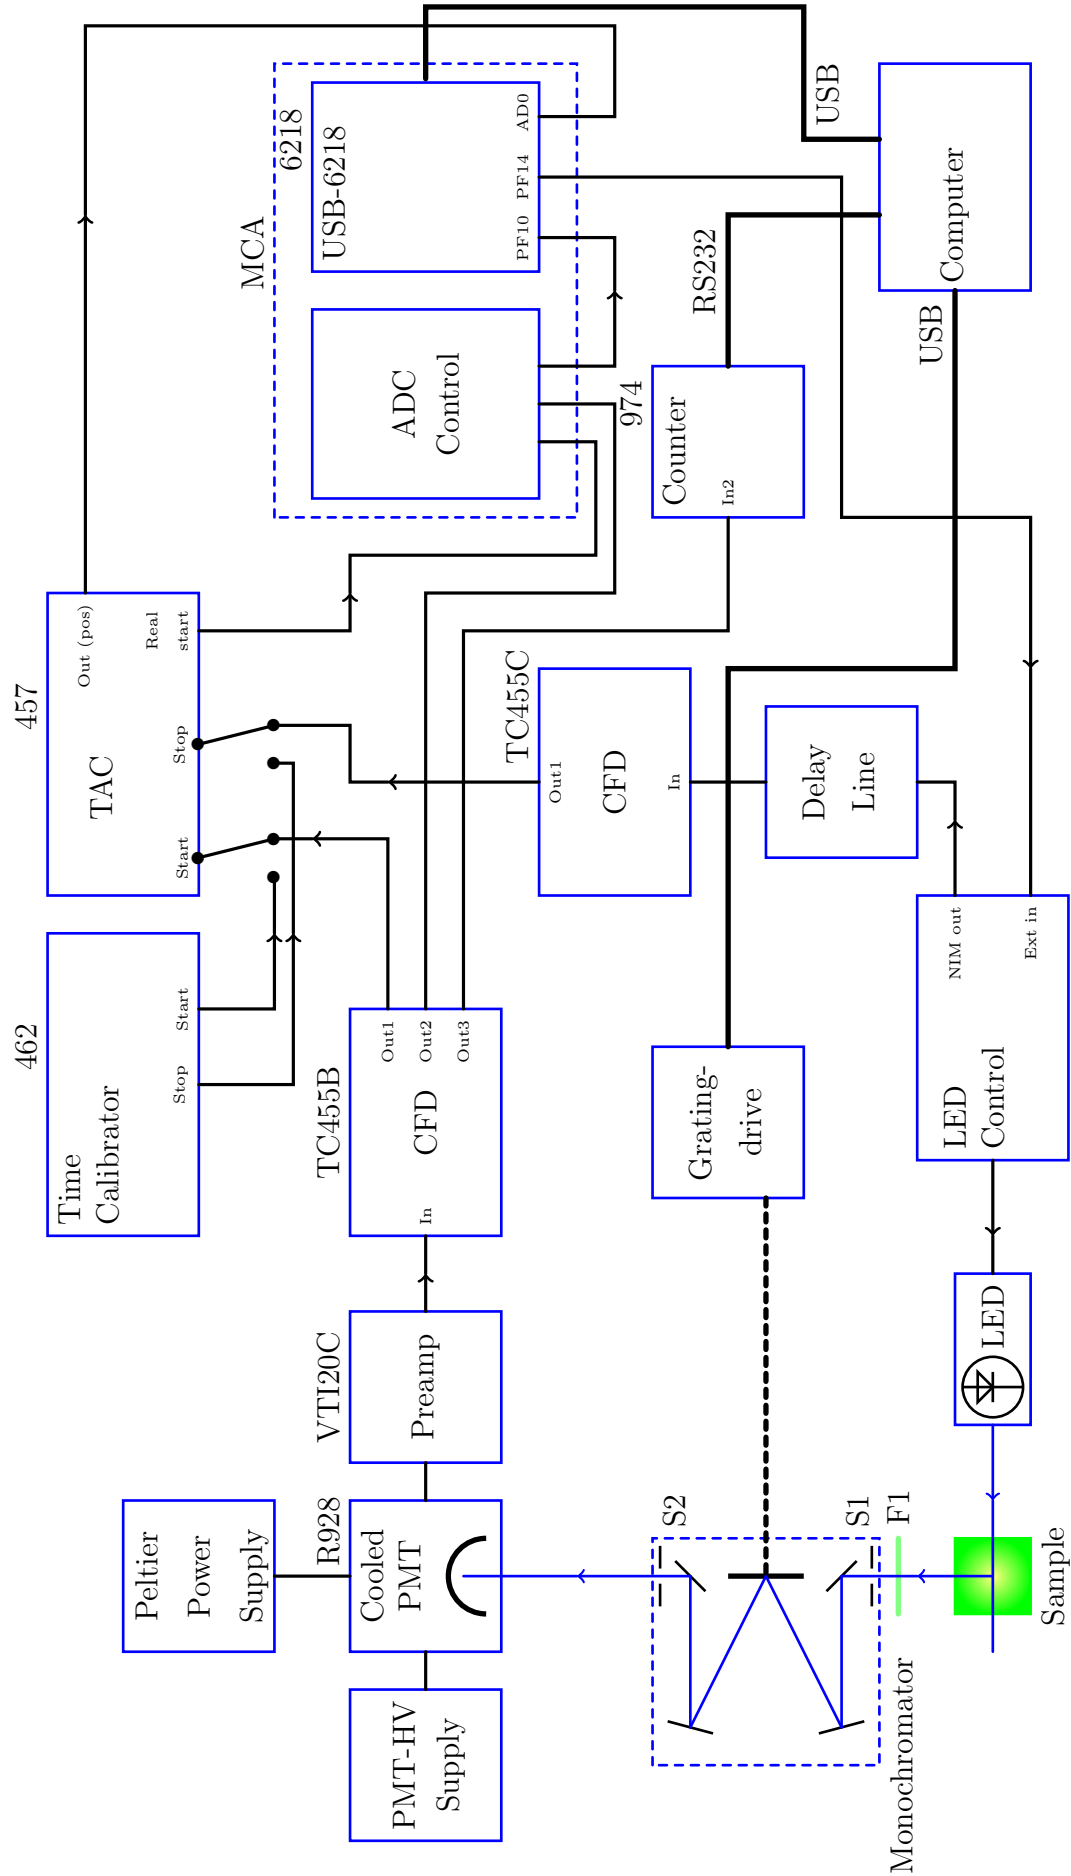 462
Time
Calibrator
Stop
Start
457
TAC
Start
Stop
Out (pos)
Real
start
MCA
ADC
Control
6218
USB-6218
PF10
PF14
AD0
Peltier
Power
Supply
PMT-HV
Supply
R928
Cooled
PMT
VTI20C
Preamp
TC455B
In
CFD
Out1
Out2
Out3
TC455C
Out1
CFD
In
974
Counter
In2
RS232
USB
Computer
USB
Delay
Line
Grating-
drive
S2
S1
F1
Monochromator
Sample
LED
LED
Control
NIM out
Ext in